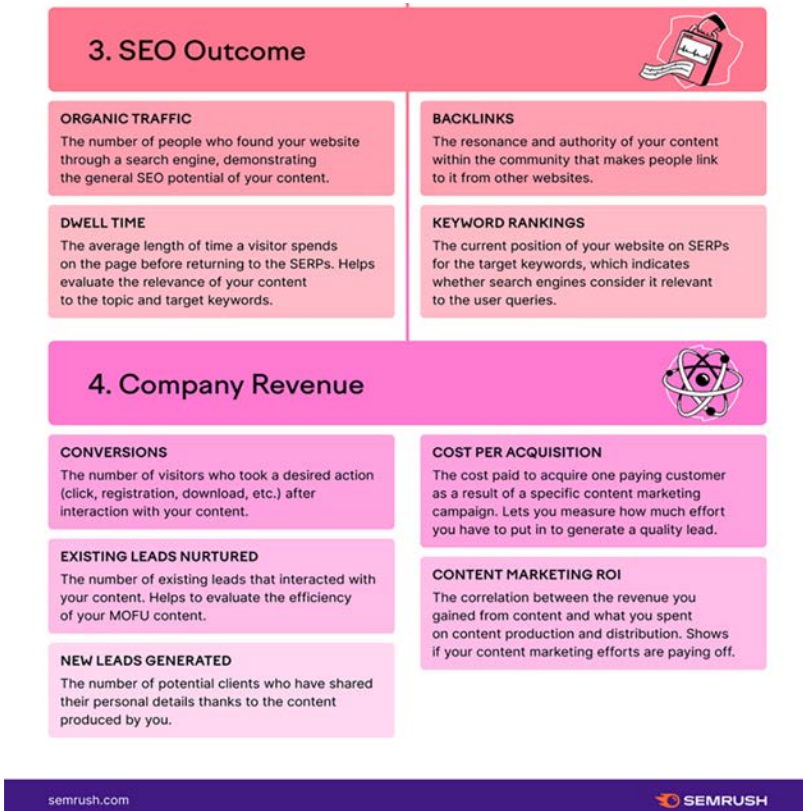 3. SEO Outcome
ORGANIC TRAFFIC
The number of people who found your website
through a search engine, demonstrating
the general SEO potential of your content.
BACKLINKS
The resonance and authority of your content
within the community that makes people link
to it from other websites.
DWELL TIME
The average length of time a visitor spends
on the page before returning to the SERPs. Helps
evaluate the relevance of your content
to the topic and target keywords.
KEYWORD RANKINGS
The current position of your website on SERPs
for the target keywords, which indicates
whether search engines consider it relevant
to the user queries.
4. Company Revenue
CONVERSIONS
The number of visitors who took a desired action
(click, registration, download, etc.) after
interaction with your content.
EXISTING LEADS NURTURED
The number of existing leads that interacted with
your content. Helps to evaluate the efficiency
of your MOFU content.
NEW LEADS GENERATED
The number of potential clients who have shared
their personal details thanks to the content
produced by you.
COST PER ACQUISITION
The cost paid to acquire one paying customer
as a result of a specific content marketing
campaign. Lets you measure how much effort
you have to put in to generate a quality lead.
CONTENT MARKETING ROI
The correlation between the revenue you
gained from content and what you spent
on content production and distribution. Shows
if your content marketing efforts are paying off.
semrush.com
SEMRUSH